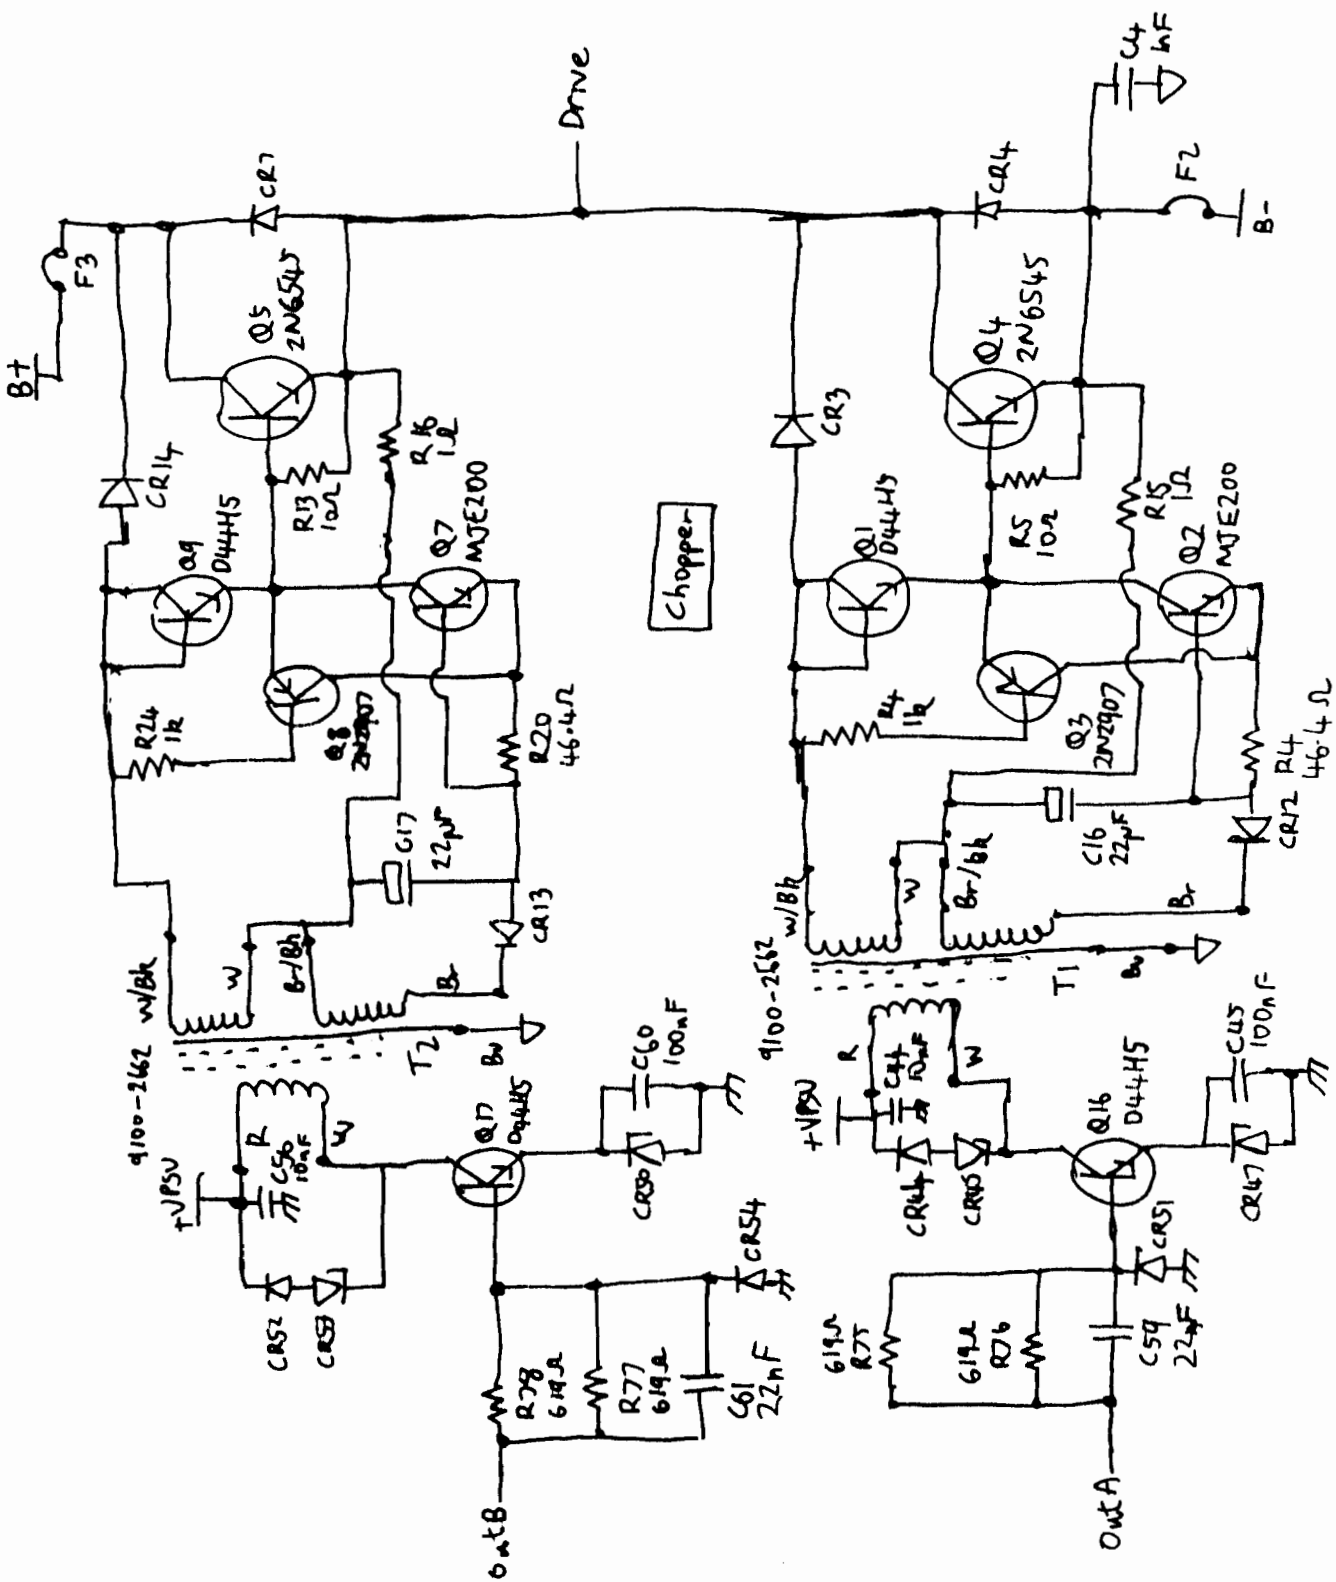 B+
F3
CR14
CR7
Q5
2N6545
Drive
Q9
D44H5
R13
10Ω
R16
1Ω
Q7
MJE200
R24
1k
Q8
2N2907
R20
46.4Ω
C17
22µF
CR13
9100-2662
W/Bk
W
Br/Bk
Br
T2
Bu
+VPSU
R
C56
10nF
W
CR52
CR53
Q17
D44H5
C60
100nF
CR50
CR54
R78
619Ω
R77
619Ω
C61
22nF
OutB
Chopper
CR3
CR4
C4
1nF
F2
B-
Q4
2N6545
Q1
D44H5
R5
10Ω
R15
1Ω
Q2
MJE200
R4
1k
Q3
2N2907
R4
46.4Ω
C16
22µF
CR12
9100-2662
W/Bk
W
Br/Bk
Br
T1
Bu
+VPSU
R
C44
10nF
W
CR44
CR45
Q16
D44H5
C45
100nF
CR47
CR51
619Ω
R75
619Ω
R76
C59
22nF
OutA